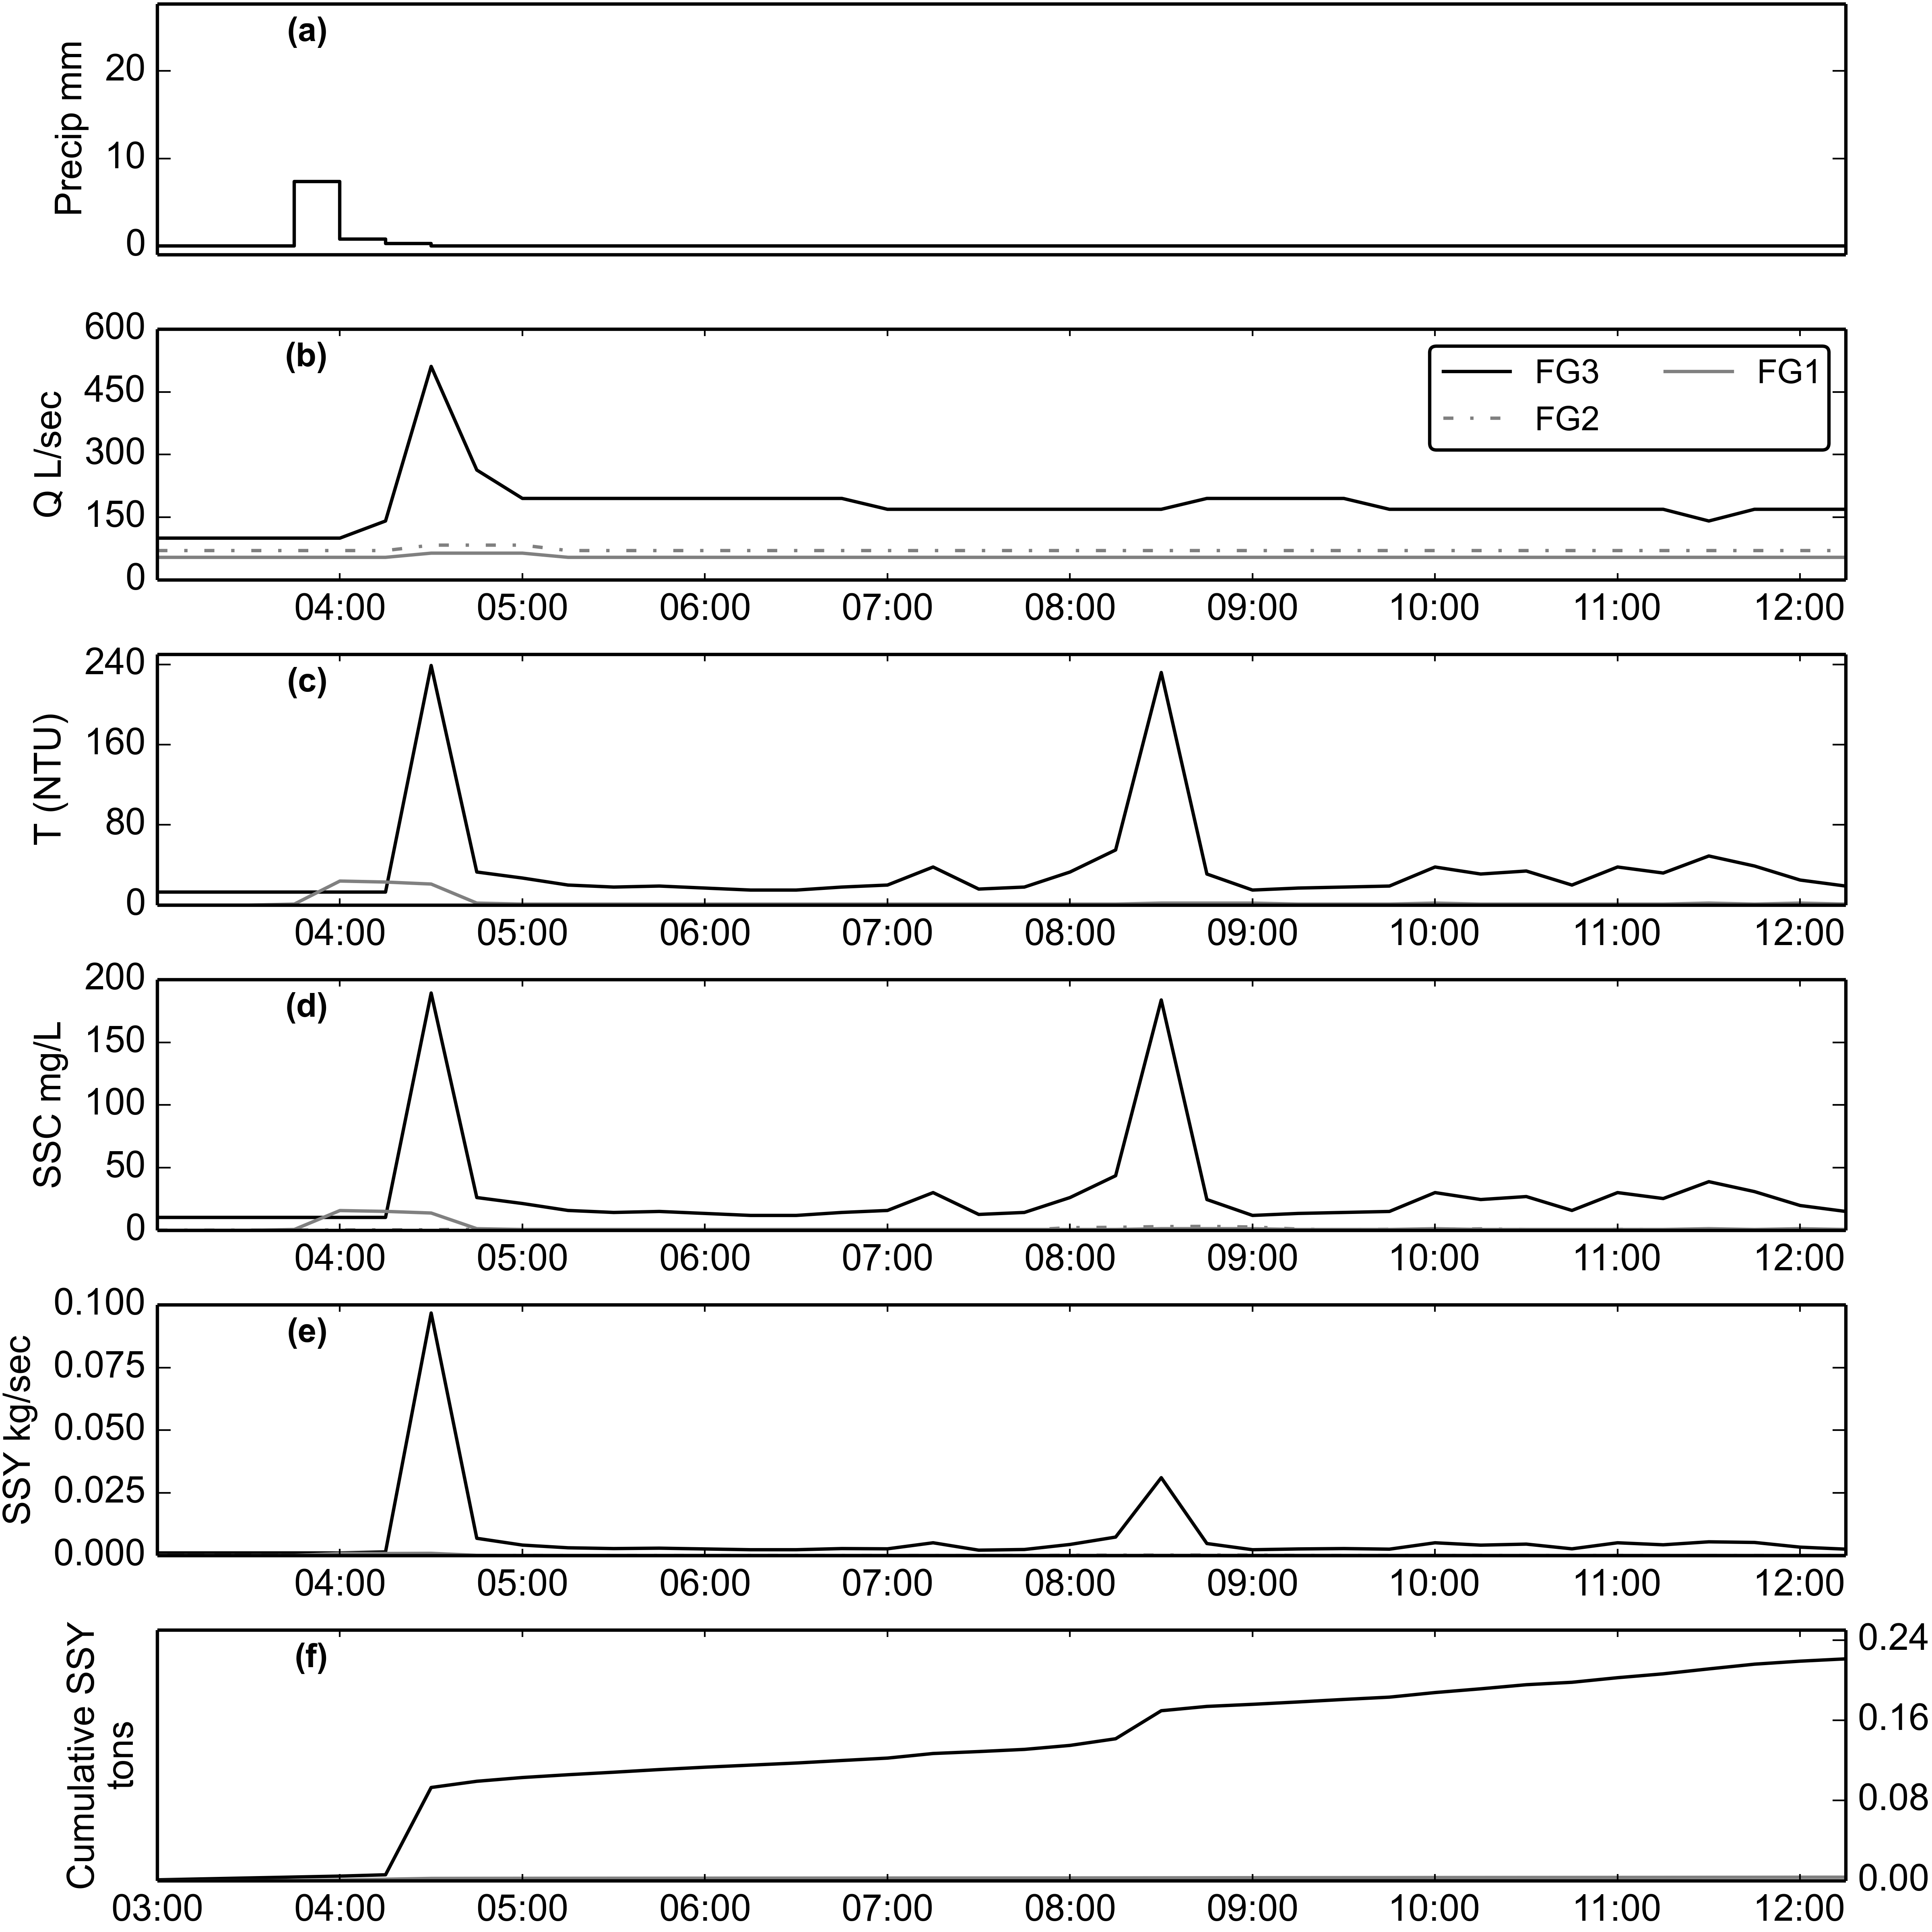 (a)
Precip mm
20
10
0
(b)
Q L/sec
600
450
300
150
0
FG3 FG1
FG2
04:00 05:00 06:00 07:00 08:00 09:00 10:00 11:00 12:00
(c)
T (NTU)
240
160
80
0
04:00 05:00 06:00 07:00 08:00 09:00 10:00 11:00 12:00
(d)
SSC mg/L
200
150
100
50
0
04:00 05:00 06:00 07:00 08:00 09:00 10:00 11:00 12:00
(e)
SSY kg/sec
0.100
0.075
0.050
0.025
0.000
04:00 05:00 06:00 07:00 08:00 09:00 10:00 11:00 12:00
(f)
Cumulative SSY
tons
0.24
0.16
0.08
0.00
03:00 04:00 05:00 06:00 07:00 08:00 09:00 10:00 11:00 12:00